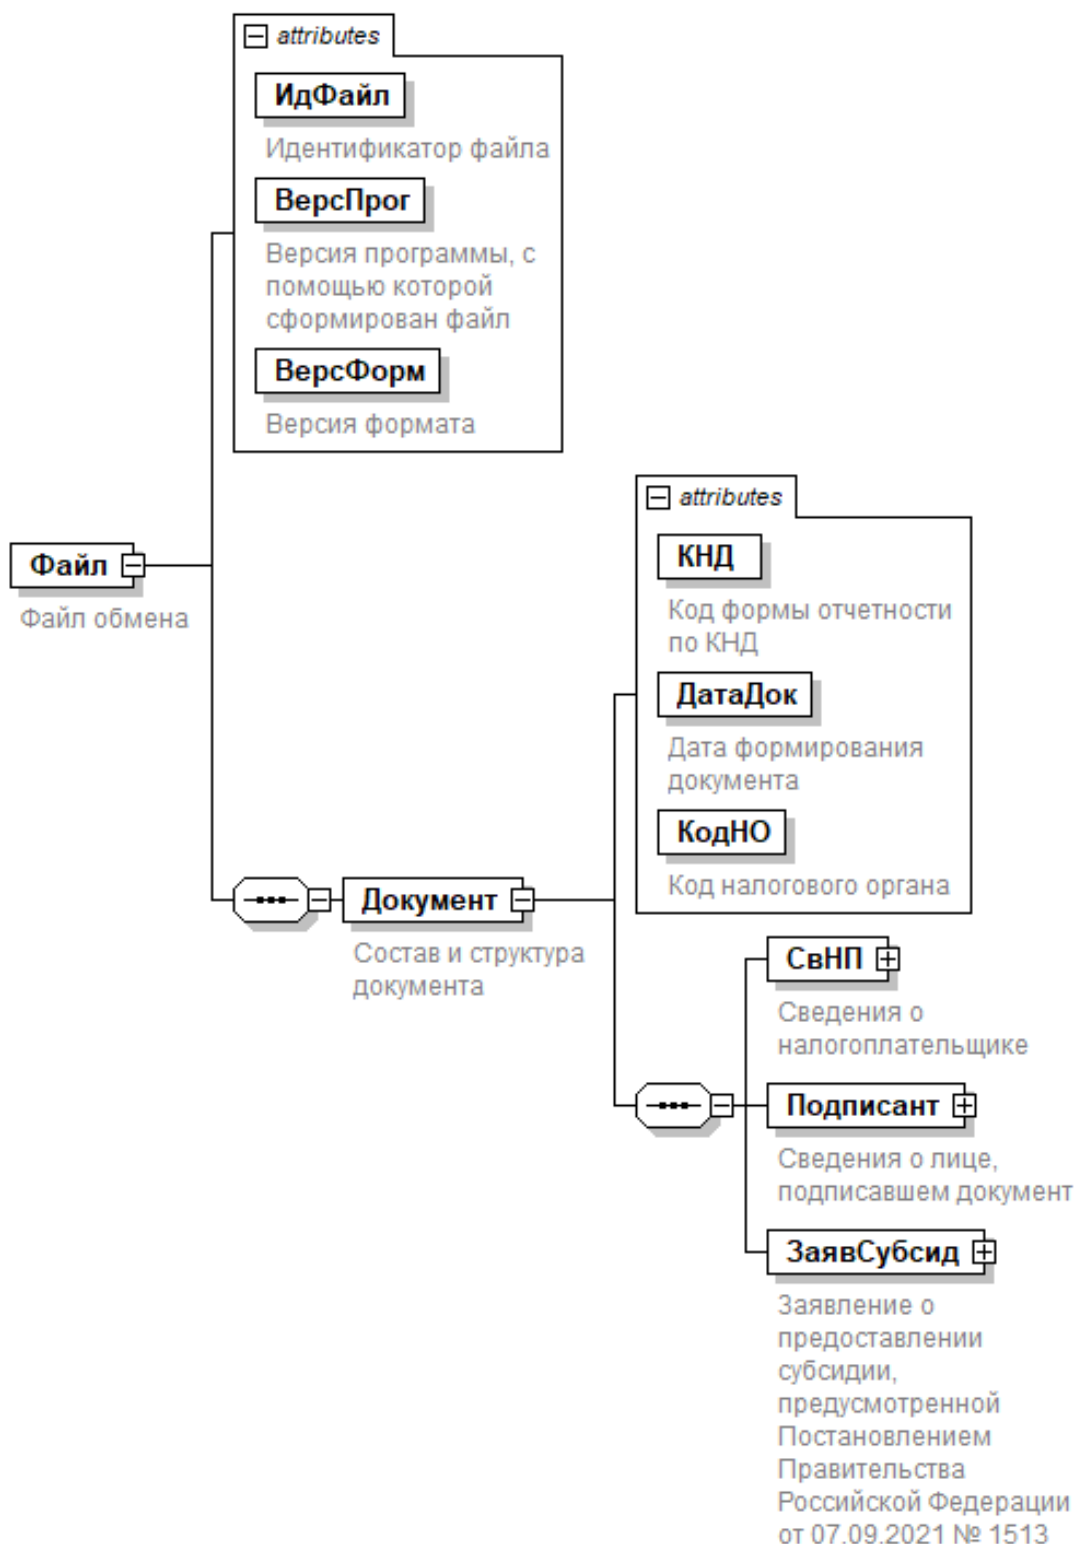 attributes
ИдФайл
Идентификатор файла
ВерсПрог
Версия программы, с
помощью которой
сформирован файл
ВерсФорм
Версия формата
Файл
Файл обмена
attributes
КНД
Код формы отчетности
по КНД
ДатаДок
Дата формирования
документа
КодНО
Код налогового органа
Документ
Состав и структура
документа
СвНП
Сведения о
налогоплательщике
Подписант
Сведения о лице,
подписавшем документ
ЗаявСубсид
Заявление о
предоставлении
субсидии,
предусмотренной
Постановлением
Правительства
Российской Федерации
от 07.09.2021 № 1513